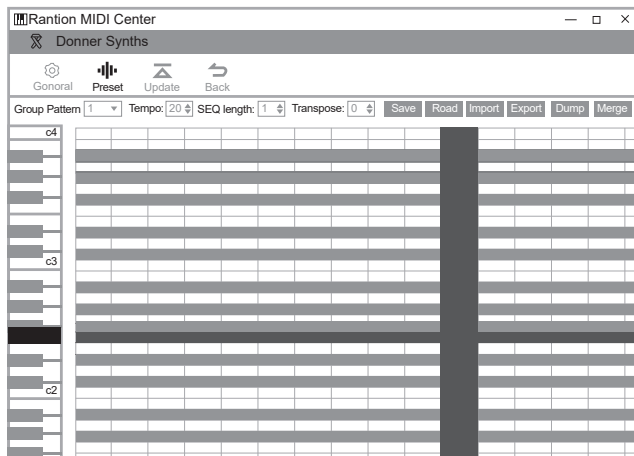 Rantion MIDI Center
Donner Synths
Gonoral Preset Update Back
Group Pattern 1 Tempo: 20 SEQ length: 1 Transpose: 0 Save Road Import Export Dump Merge
c4
c3
c2